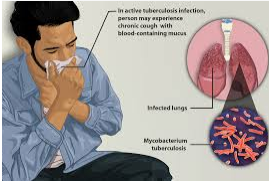 In active tuberculosis infection,
person may experience
chronic cough with
blood-containing mucus
Infected lungs
Mycobacterium
tuberculosis